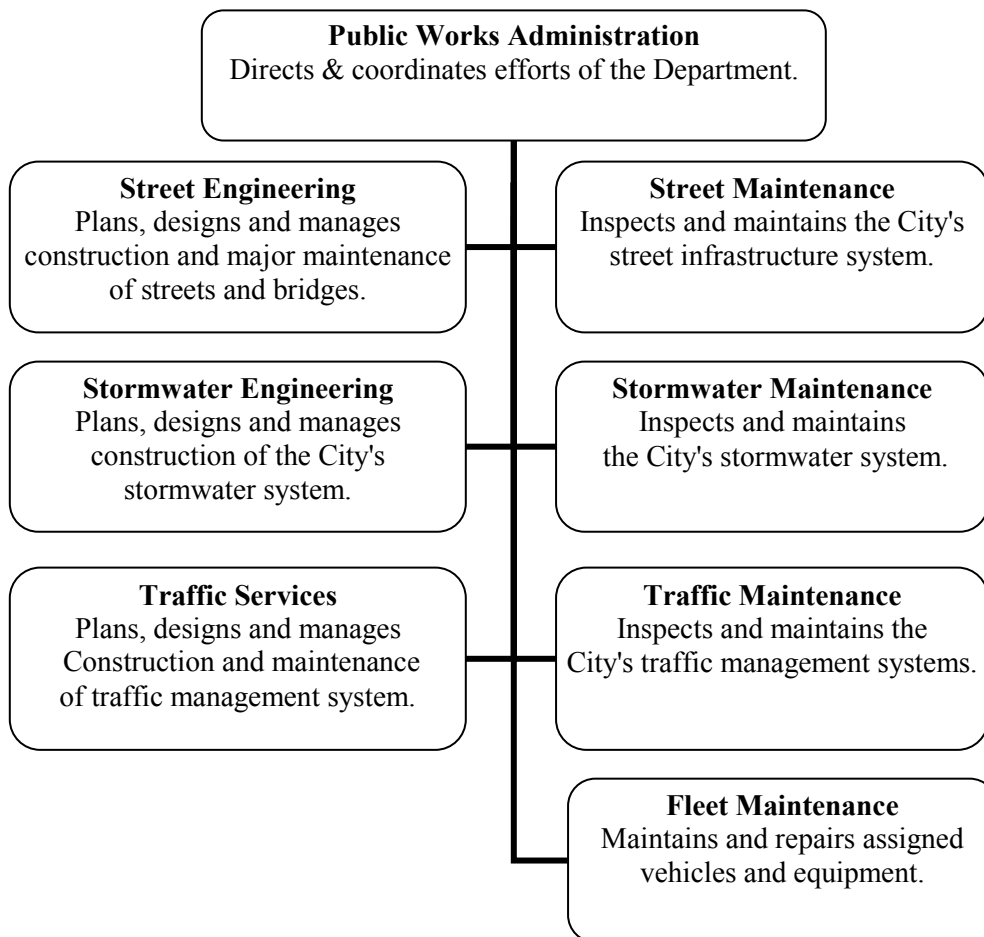 Public Works Administration
Directs & coordinates efforts of the Department.
Street Engineering
Plans, designs and manages
construction and major maintenance
of streets and bridges.
Street Maintenance
Inspects and maintains the City's
street infrastructure system.
Stormwater Engineering
Plans, designs and manages
construction of the City's
stormwater system.
Stormwater Maintenance
Inspects and maintains
the City's stormwater system.
Traffic Services
Plans, designs and manages
Construction and maintenance
of traffic management system.
Traffic Maintenance
Inspects and maintains the
City's traffic management systems.
Fleet Maintenance
Maintains and repairs assigned
vehicles and equipment.